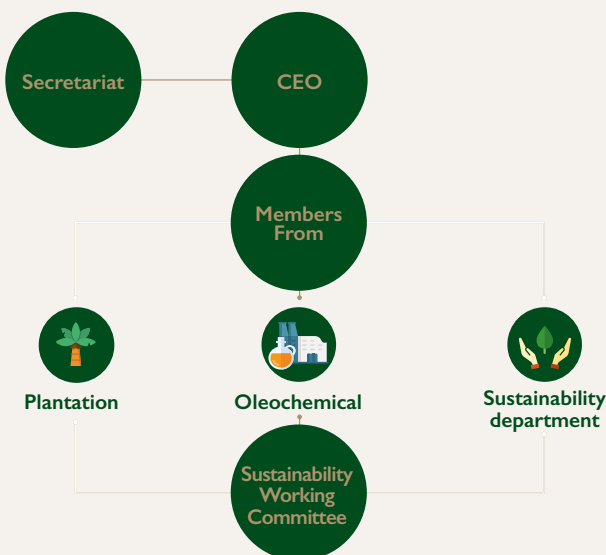 Secretariat
CEO
Members
From
Plantation
Oleochemical
Sustainability
department
Sustainability
Working
Committee